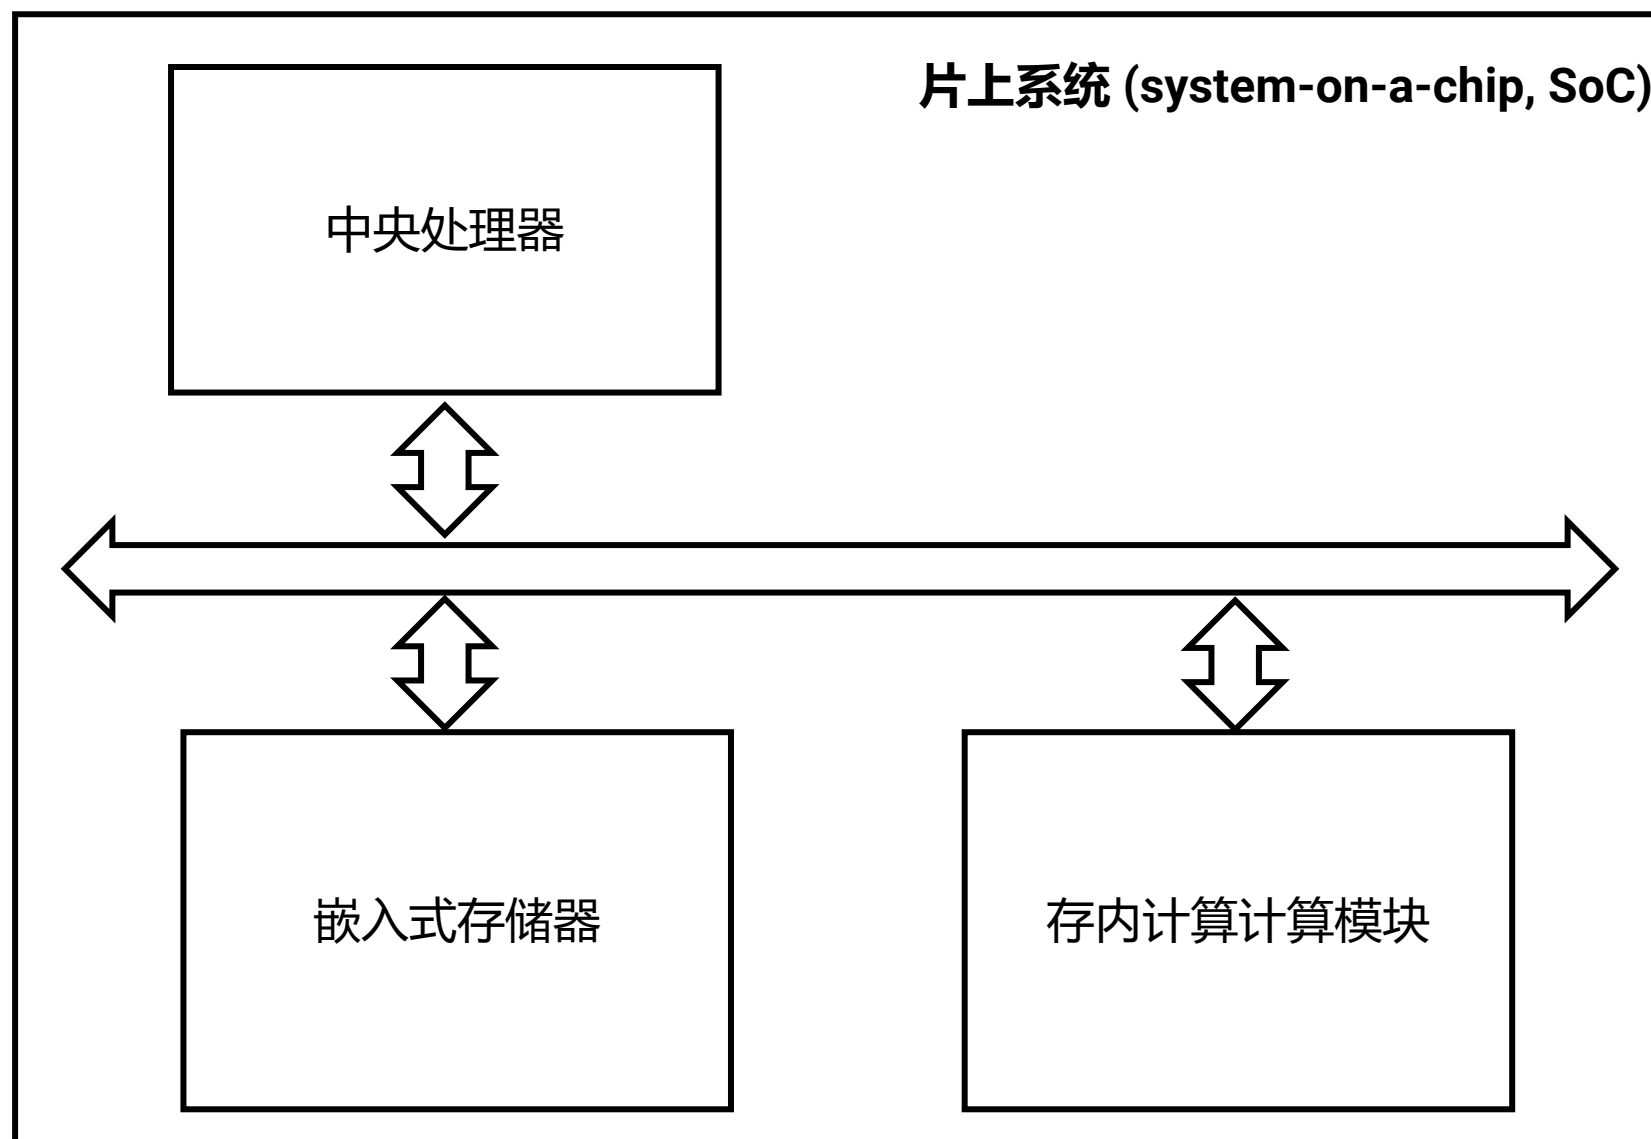 片上系统 (system-on-a-chip, SoC)
中央处理器
嵌入式存储器
存内计算计算模块